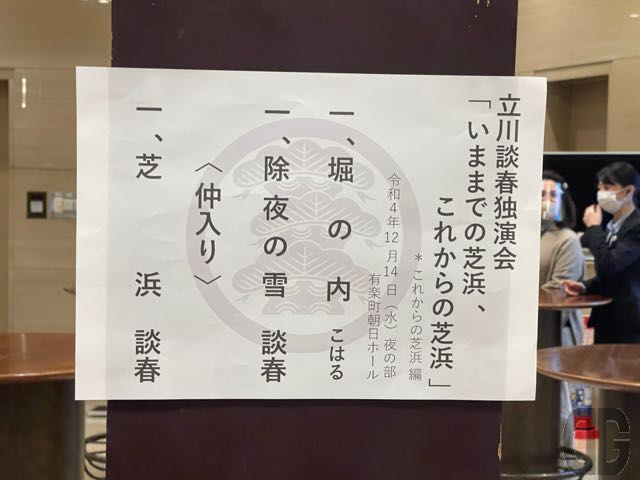 立川談春独演会
「いままでの芝浜、
これからの芝浜」
＊これからの芝浜 編
令和4年12月14日（水）夜の部
有楽町朝日ホール
一、堀の内 こはる
一、除夜の雪 談春
〈仲入り〉
一、芝浜 談春